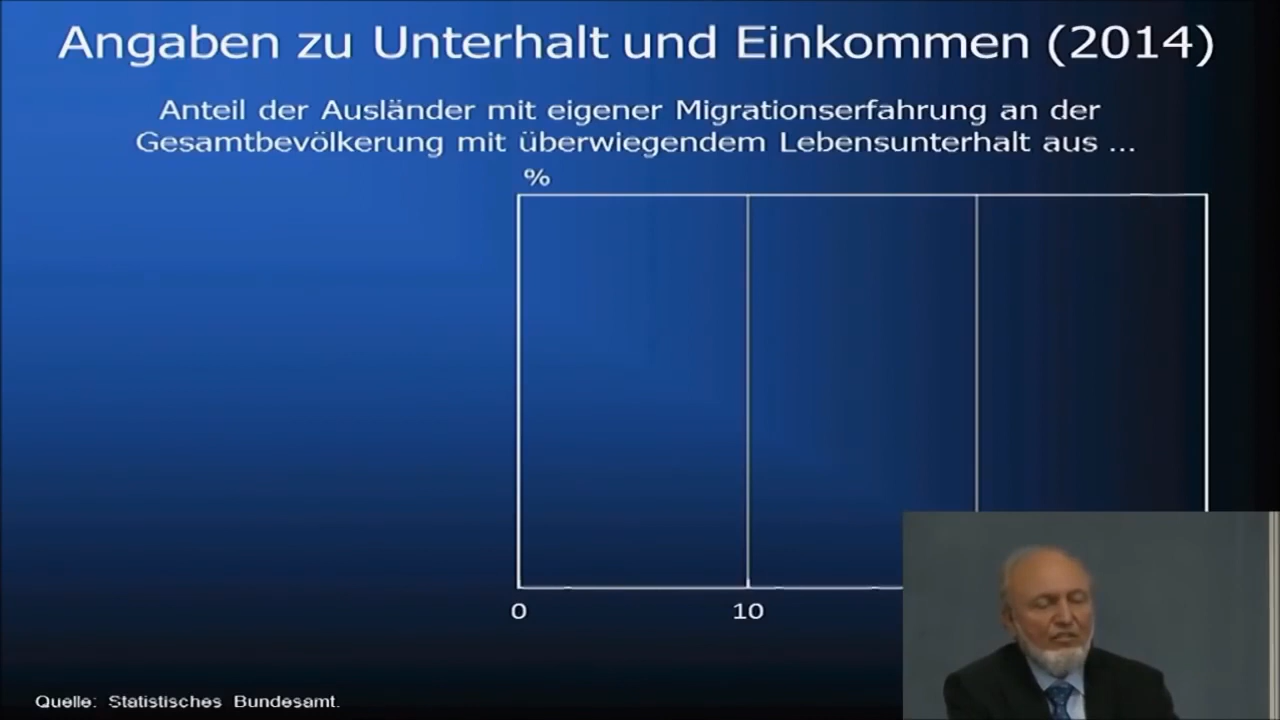 Angaben zu Unterhalt und Einkommen (2014)
Anteil der Ausländer mit eigener Migrationserfahrung an der
Gesamtbevölkerung mit überwiegendem Lebensunterhalt aus ...
%
0 10
Quelle: Statistisches Bundesamt.